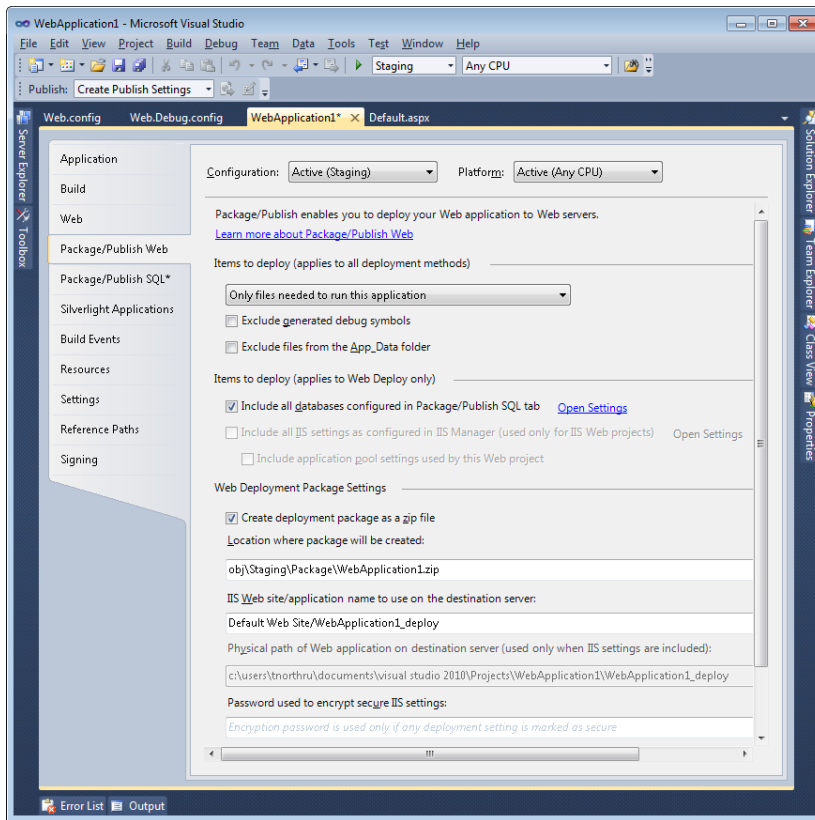 WebApplication1 - Microsoft Visual Studio
File Edit View Project Build Debug Team Data Tools Test Window Help
Staging Any CPU
Publish: Create Publish Settings
Web.config Web.Debug.config WebApplication1* Default.aspx
Server Explorer
Toolbox
Application
Build
Web
Package/Publish Web
Package/Publish SQL*
Silverlight Applications
Build Events
Resources
Settings
Reference Paths
Signing
Configuration: Active (Staging) Platform: Active (Any CPU)
Package/Publish enables you to deploy your Web application to Web servers.
Learn more about Package/Publish Web
Items to deploy (applies to all deployment methods)
Only files needed to run this application
Exclude generated debug symbols
Exclude files from the App_Data folder
Items to deploy (applies to Web Deploy only)
Include all databases configured in Package/Publish SQL tab Open Settings
Include all IIS settings as configured in IIS Manager (used only for IIS Web projects) Open Settings
Include application pool settings used by this Web project
Web Deployment Package Settings
Create deployment package as a zip file
Location where package will be created:
obj\Staging\Package\WebApplication1.zip
IIS Web site/application name to use on the destination server:
Default Web Site/WebApplication1_deploy
Physical path of Web application on destination server (used only when IIS settings are included):
c:\users\tnorthru\documents\visual studio 2010\Projects\WebApplication1\WebApplication1_deploy
Password used to encrypt secure IIS settings:
Encryption password is used only if any deployment setting is marked as secure
Solution Explorer
Team Explorer
Class View
Properties
Error List Output